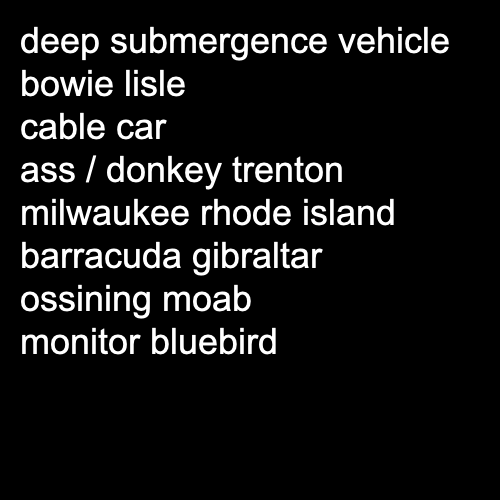 deep submergence vehicle
bowie lisle
cable car
ass / donkey trenton
milwaukee rhode island
barracuda gibraltar
ossining moab
monitor bluebird